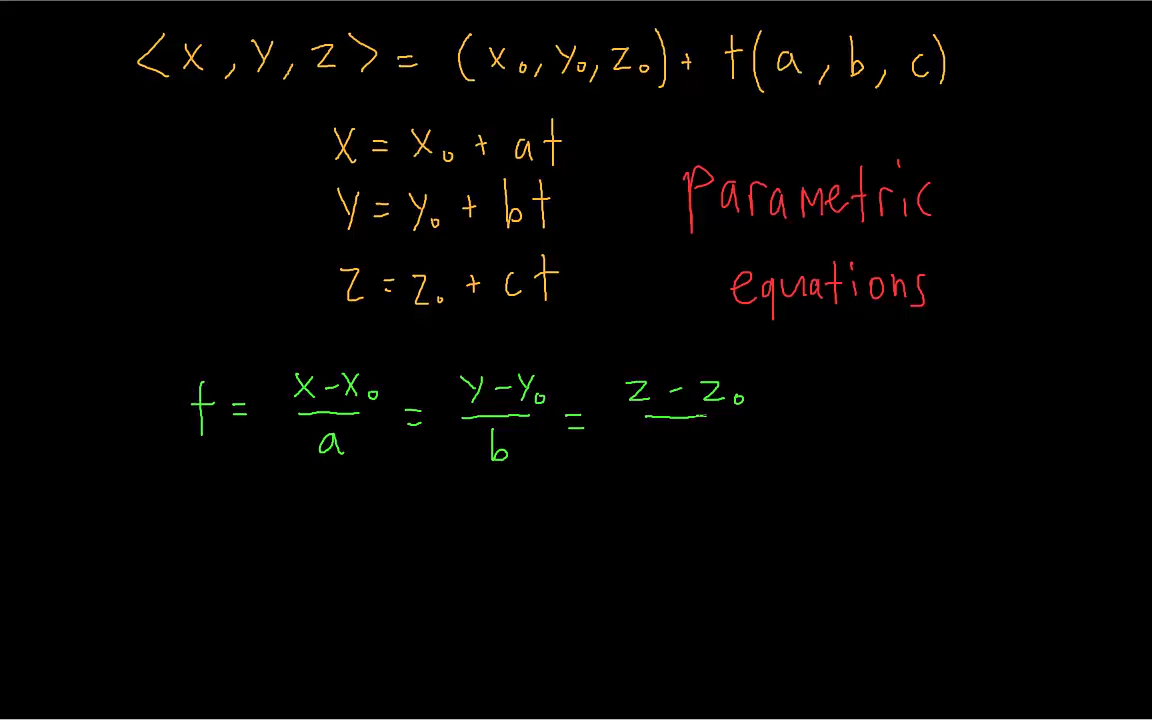 <x, y, z> = (x₀, y₀, z₀) + t(a, b, c)
x = x₀ + at
y = y₀ + bt
z = z₀ + ct
Parametric
equations
t = (x-x₀)/a = (y-y₀)/b = (z-z₀)/